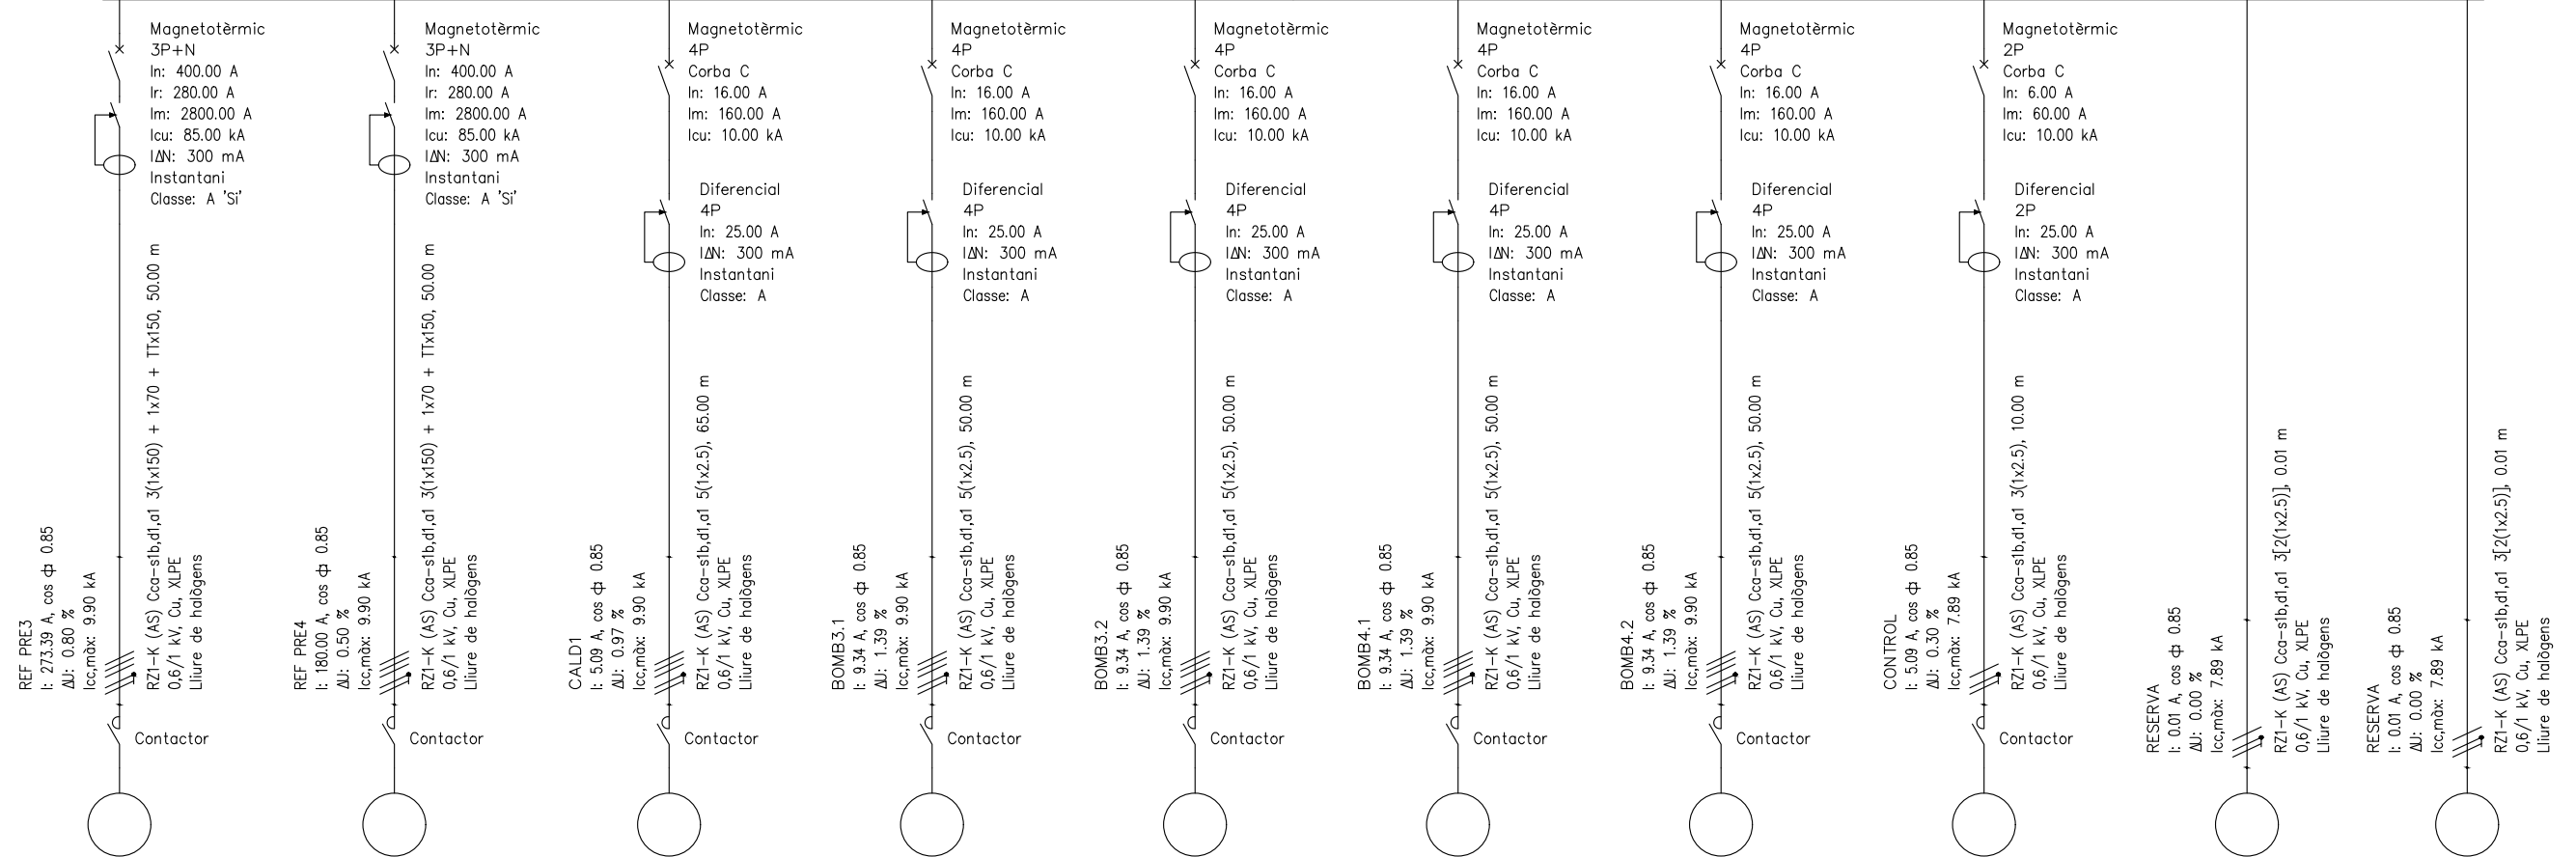 Magnetotèrmic
3P+N
In: 400.00 A
Ir: 280.00 A
Im: 2800.00 A
Icu: 85.00 kA
IΔN: 300 mA
Instantani
Classe: A 'Si'
REF PRE3
I: 273.39 A, cos ф 0.85
ΔU: 0.80 %
Icc,màx: 9.90 kA
RZ1-K (AS) Cca-s1b,d1,a1 3(1x150) + 1x70 + TTx150, 50.00 m
0,6/1 kV, Cu, XLPE
Lliure de halògens
Contactor
Magnetotèrmic
3P+N
In: 400.00 A
Ir: 280.00 A
Im: 2800.00 A
Icu: 85.00 kA
IΔN: 300 mA
Instantani
Classe: A 'Si'
REF PRE4
I: 180.00 A, cos ф 0.85
ΔU: 0.50 %
Icc,màx: 9.90 kA
RZ1-K (AS) Cca-s1b,d1,a1 3(1x150) + 1x70 + TTx150, 50.00 m
0,6/1 kV, Cu, XLPE
Lliure de halògens
Contactor
Magnetotèrmic
4P
Corba C
In: 16.00 A
Im: 160.00 A
Icu: 10.00 kA
Diferencial
4P
In: 25.00 A
IΔN: 300 mA
Instantani
Classe: A
CALD1
I: 5.09 A, cos ф 0.85
ΔU: 0.97 %
Icc,màx: 9.90 kA
RZ1-K (AS) Cca-s1b,d1,a1 5(1x2.5), 65.00 m
0,6/1 kV, Cu, XLPE
Lliure de halògens
Contactor
Magnetotèrmic
4P
Corba C
In: 16.00 A
Im: 160.00 A
Icu: 10.00 kA
Diferencial
4P
In: 25.00 A
IΔN: 300 mA
Instantani
Classe: A
BOMB3.1
I: 9.34 A, cos ф 0.85
ΔU: 1.39 %
Icc,màx: 9.90 kA
RZ1-K (AS) Cca-s1b,d1,a1 5(1x2.5), 50.00 m
0,6/1 kV, Cu, XLPE
Lliure de halògens
Contactor
Magnetotèrmic
4P
Corba C
In: 16.00 A
Im: 160.00 A
Icu: 10.00 kA
Diferencial
4P
In: 25.00 A
IΔN: 300 mA
Instantani
Classe: A
BOMB3.2
I: 9.34 A, cos ф 0.85
ΔU: 1.39 %
Icc,màx: 9.90 kA
RZ1-K (AS) Cca-s1b,d1,a1 5(1x2.5), 50.00 m
0,6/1 kV, Cu, XLPE
Lliure de halògens
Contactor
Magnetotèrmic
4P
Corba C
In: 16.00 A
Im: 160.00 A
Icu: 10.00 kA
Diferencial
4P
In: 25.00 A
IΔN: 300 mA
Instantani
Classe: A
BOMB4.1
I: 9.34 A, cos ф 0.85
ΔU: 1.39 %
Icc,màx: 9.90 kA
RZ1-K (AS) Cca-s1b,d1,a1 5(1x2.5), 50.00 m
0,6/1 kV, Cu, XLPE
Lliure de halògens
Contactor
Magnetotèrmic
4P
Corba C
In: 16.00 A
Im: 160.00 A
Icu: 10.00 kA
Diferencial
4P
In: 25.00 A
IΔN: 300 mA
Instantani
Classe: A
BOMB4.2
I: 9.34 A, cos ф 0.85
ΔU: 1.39 %
Icc,màx: 9.90 kA
RZ1-K (AS) Cca-s1b,d1,a1 5(1x2.5), 50.00 m
0,6/1 kV, Cu, XLPE
Lliure de halògens
Contactor
Magnetotèrmic
2P
Corba C
In: 6.00 A
Im: 60.00 A
Icu: 10.00 kA
Diferencial
2P
In: 25.00 A
IΔN: 300 mA
Instantani
Classe: A
CONTROL
I: 5.09 A, cos ф 0.85
ΔU: 0.30 %
Icc,màx: 7.89 kA
RZ1-K (AS) Cca-s1b,d1,a1 3(1x2.5), 10.00 m
0,6/1 kV, Cu, XLPE
Lliure de halògens
Contactor
RESERVA
I: 0.01 A, cos ф 0.85
ΔU: 0.00 %
Icc,màx: 7.89 kA
RZ1-K (AS) Cca-s1b,d1,a1 3[2(1x2.5)], 0.01 m
0,6/1 kV, Cu, XLPE
Lliure de halògens
RESERVA
I: 0.01 A, cos ф 0.85
ΔU: 0.00 %
Icc,màx: 7.89 kA
RZ1-K (AS) Cca-s1b,d1,a1 3[2(1x2.5)], 0.01 m
0,6/1 kV, Cu, XLPE
Lliure de halògens